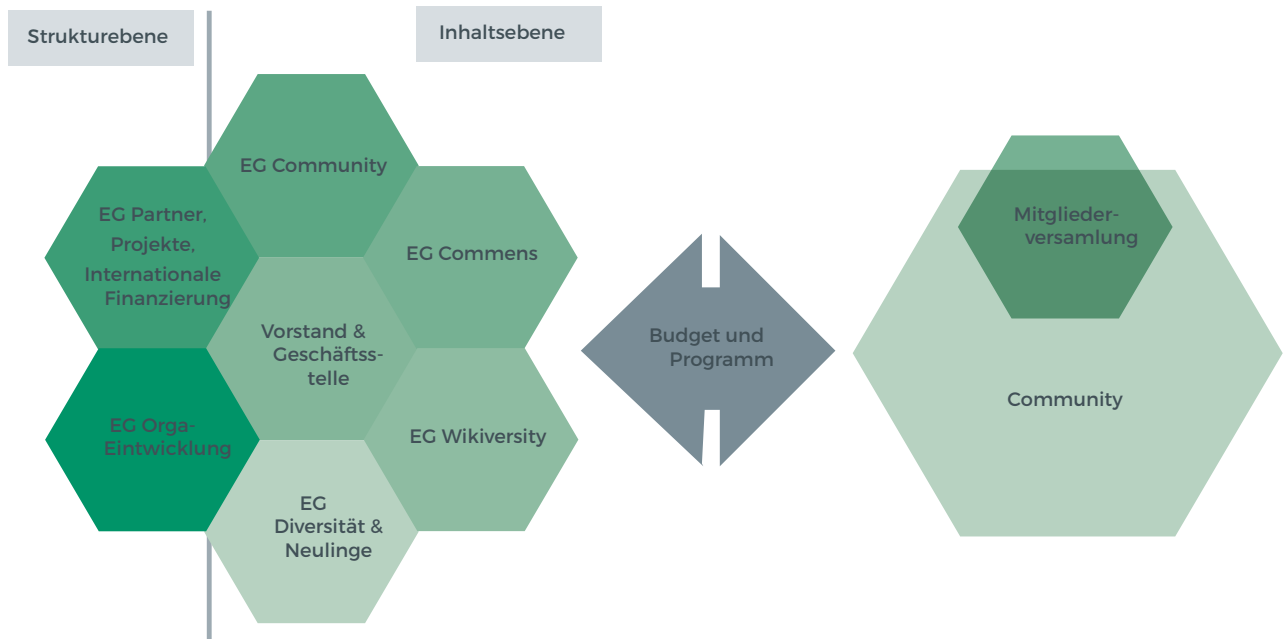 Strukturebene
Inhaltsebene
EG Community
EG Partner,
Projekte,
Internationale
Finanzierung
EG Commens
Vorstand &
Geschäftss-
telle
EG Orga-
Eintwicklung
EG Wikiversity
EG
Diversität &
Neulinge
Budget und
Programm
Mitglieder-
versamlung
Community